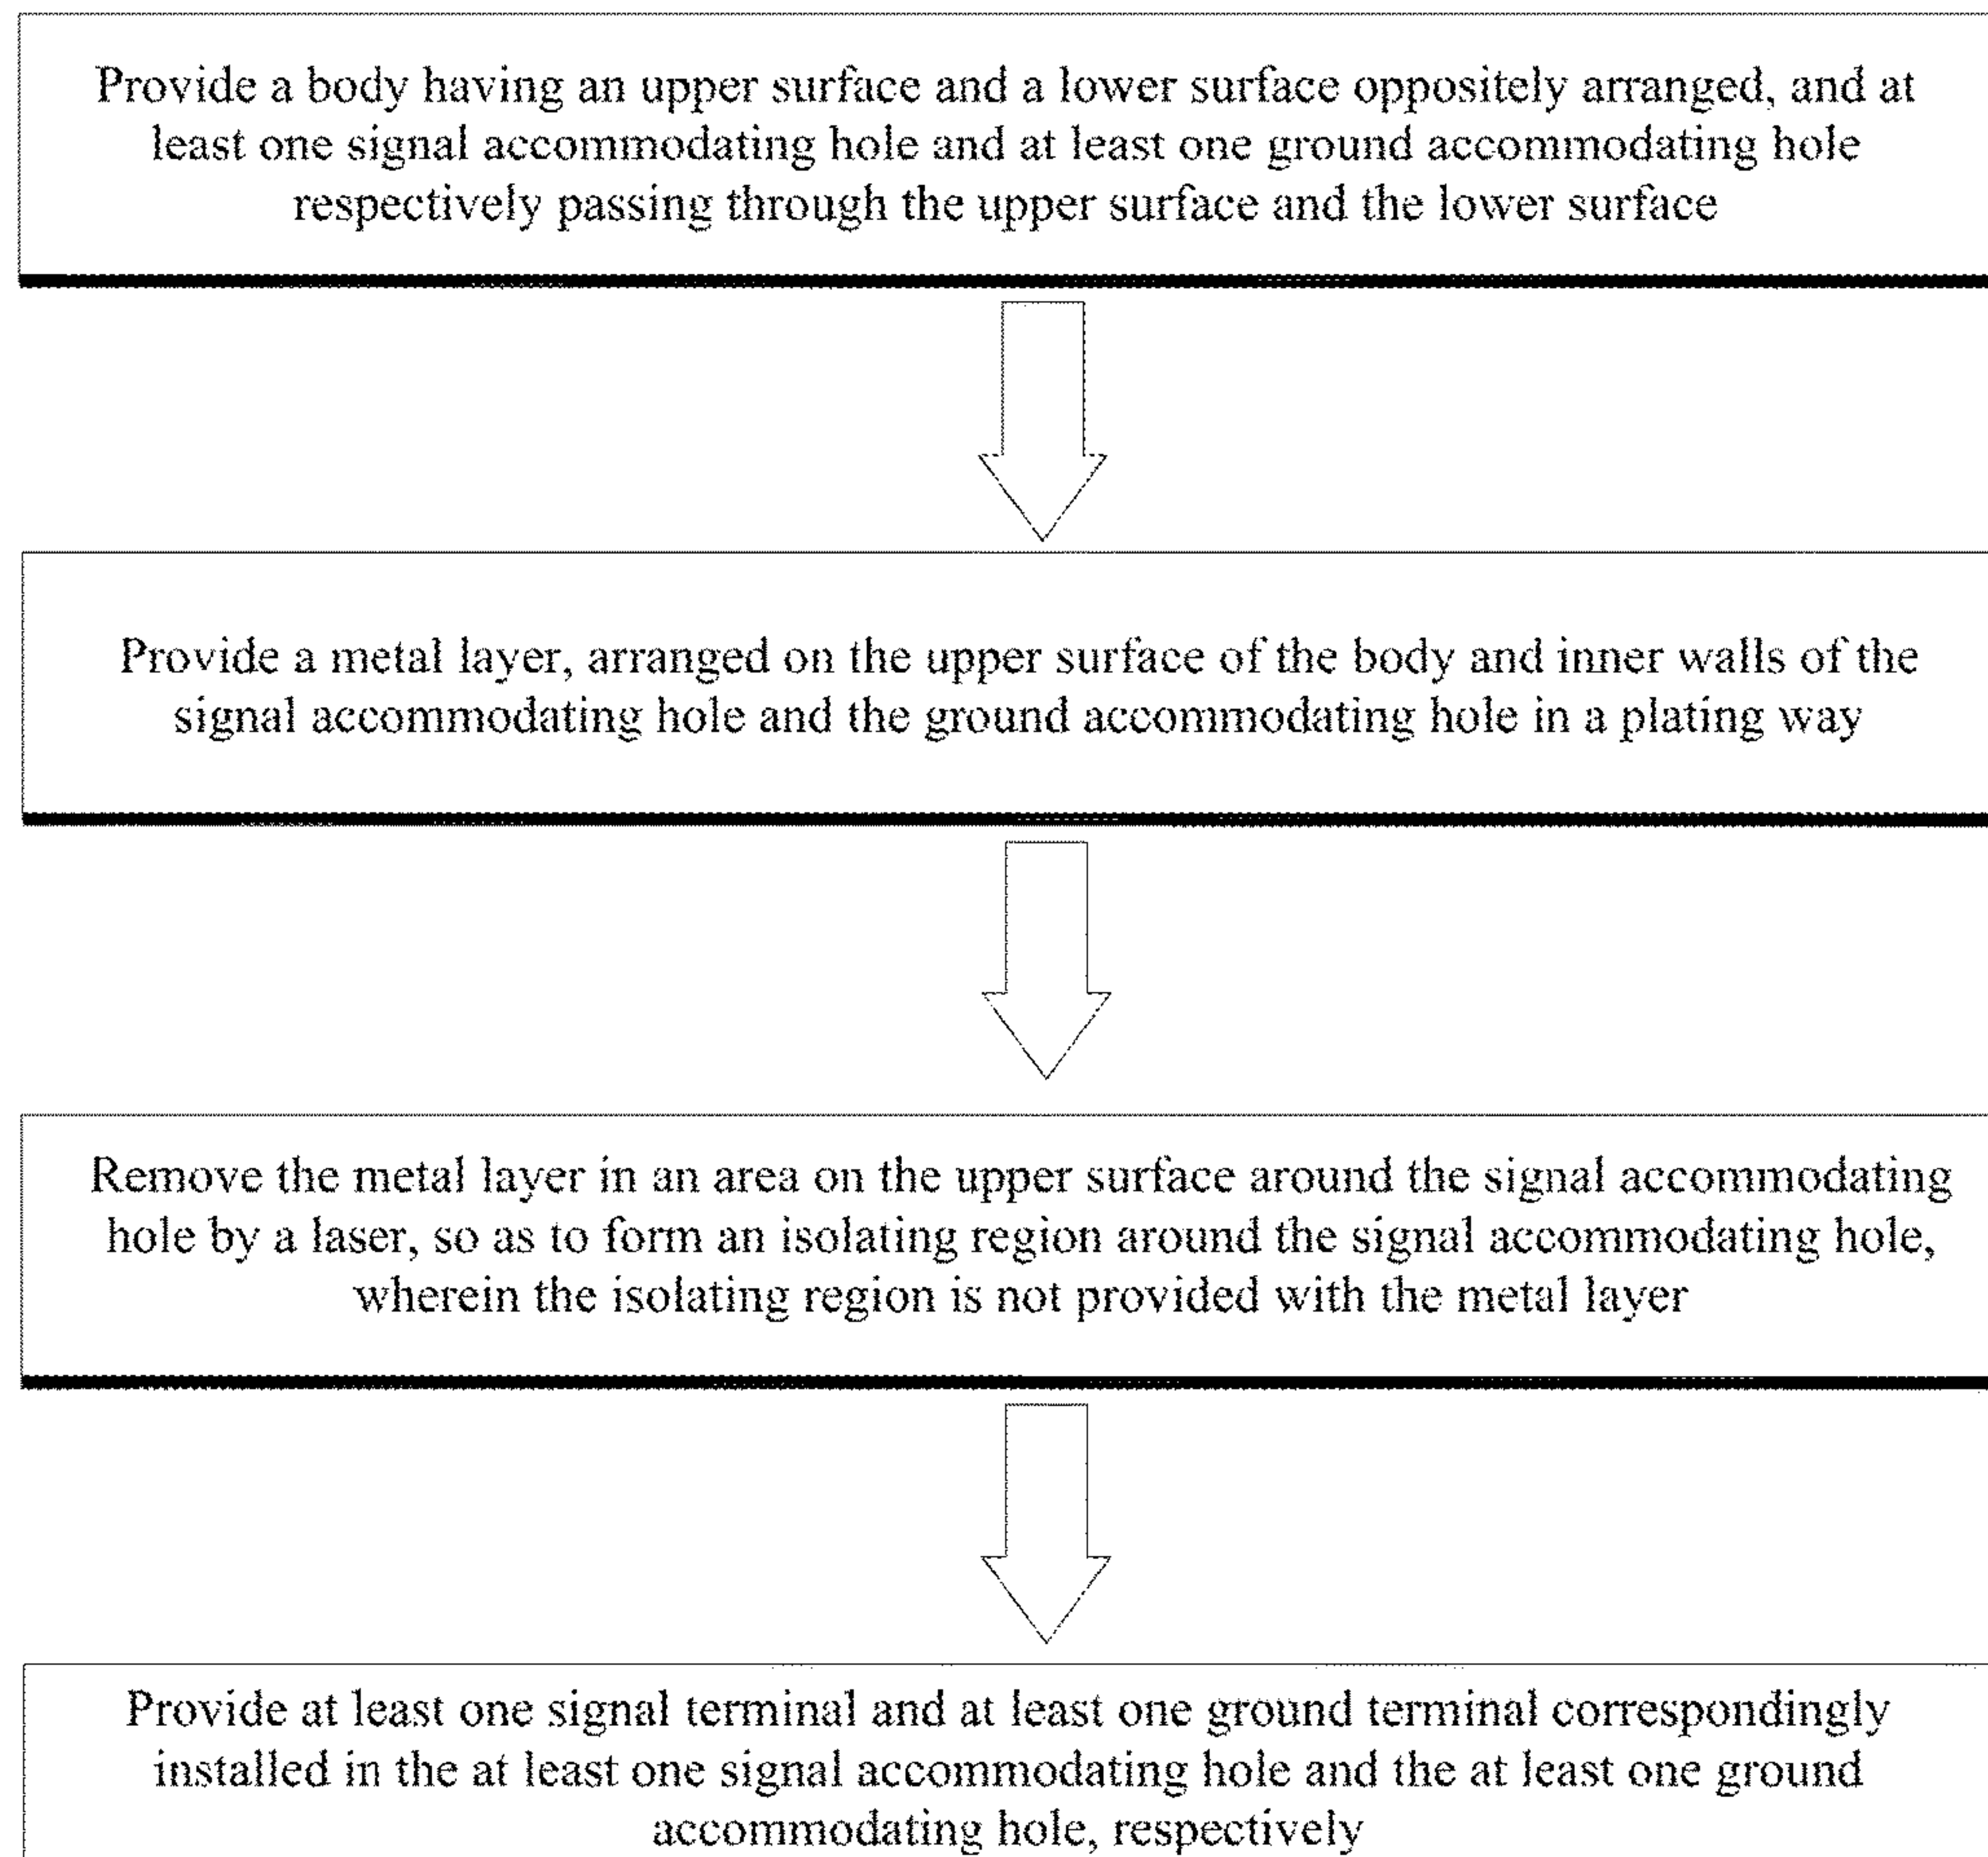 Provide a body having an upper surface and a lower surface oppositely arranged, and at
least one signal accommodating hole and at least one ground accommodating hole
respectively passing through the upper surface and the lower surface
Provide a metal layer, arranged on the upper surface of the body and inner walls of the
signal accommodating hole and the ground accommodating hole in a plating way
Remove the metal layer in an area on the upper surface around the signal accommodating
hole by a laser, so as to form an isolating region around the signal accommodating hole,
wherein the isolating region is not provided with the metal layer
Provide at least one signal terminal and at least one ground terminal correspondingly
installed in the at least one signal accommodating hole and the at least one ground
accommodating hole, respectively